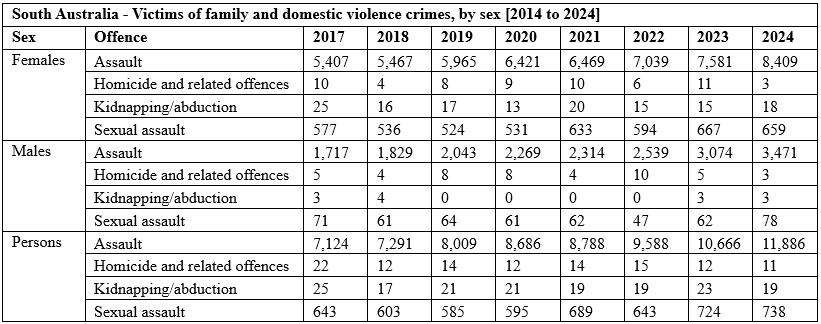 South Australia - Victims of family and domestic violence crimes, by sex [2014 to 2024]
Sex Offence 2017 2018 2019 2020 2021 2022 2023 2024
Females Assault 5,407 5,467 5,965 6,421 6,469 7,039 7,581 8,409
Homicide and related offences 10 4 8 9 10 6 11 3
Kidnapping/abduction 25 16 17 13 20 15 15 18
Sexual assault 577 536 524 531 633 594 667 659
Males Assault 1,717 1,829 2,043 2,269 2,314 2,539 3,074 3,471
Homicide and related offences 5 4 8 8 4 10 5 3
Kidnapping/abduction 3 4 0 0 0 0 3 3
Sexual assault 71 61 64 61 62 47 62 78
Persons Assault 7,124 7,291 8,009 8,686 8,788 9,588 10,666 11,886
Homicide and related offences 22 12 14 12 14 15 12 11
Kidnapping/abduction 25 17 21 21 19 19 23 19
Sexual assault 643 603 585 595 689 643 724 738